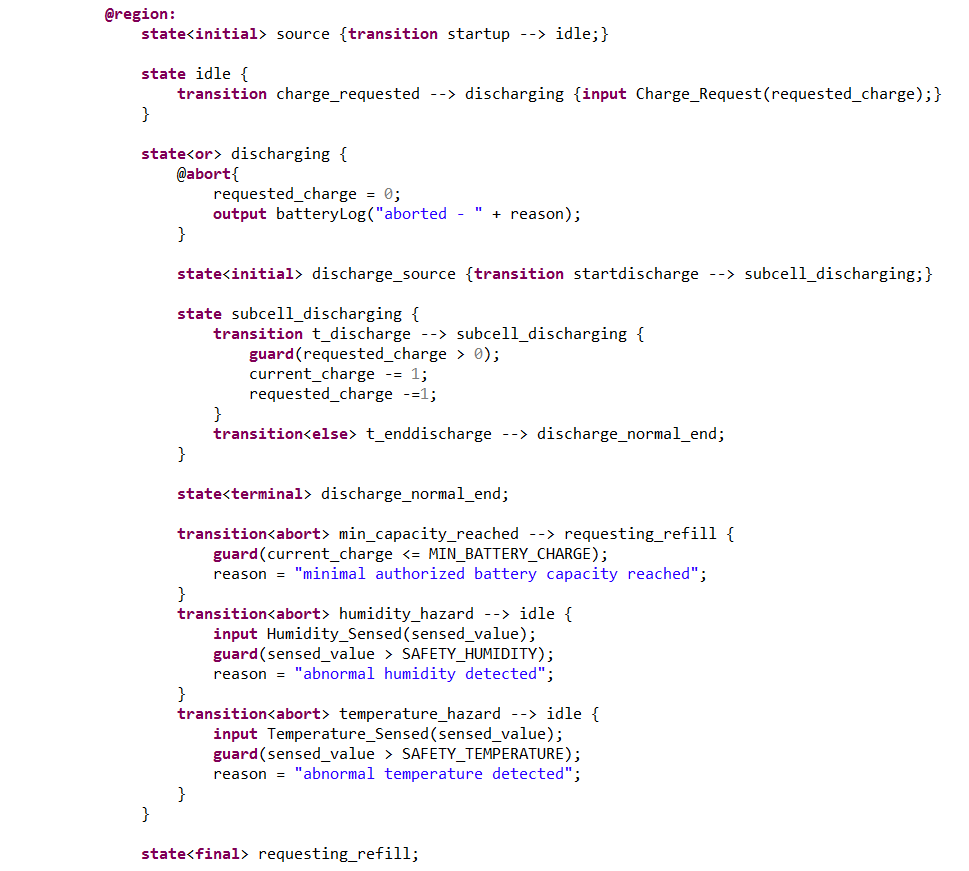 @region:
state<initial> source {transition startup --> idle;}
state idle {
transition charge_requested --> discharging {input Charge_Request(requested_charge);}
}
state<or> discharging {
@abort{
requested_charge = 0;
output batteryLog("aborted - " + reason);
}
state<initial> discharge_source {transition startdischarge --> subcell_discharging;}
state subcell_discharging {
transition t_discharge --> subcell_discharging {
guard(requested_charge > 0);
current_charge -= 1;
requested_charge -=1;
}
transition<else> t_enddischarge --> discharge_normal_end;
}
state<terminal> discharge_normal_end;
transition<abort> min_capacity_reached --> requesting_refill {
guard(current_charge <= MIN_BATTERY_CHARGE);
reason = "minimal authorized battery capacity reached";
}
transition<abort> humidity_hazard --> idle {
input Humidity_Sensed(sensed_value);
guard(sensed_value > SAFETY_HUMIDITY);
reason = "abnormal humidity detected";
}
transition<abort> temperature_hazard --> idle {
input Temperature_Sensed(sensed_value);
guard(sensed_value > SAFETY_TEMPERATURE);
reason = "abnormal temperature detected";
}
}
state<final> requesting_refill;